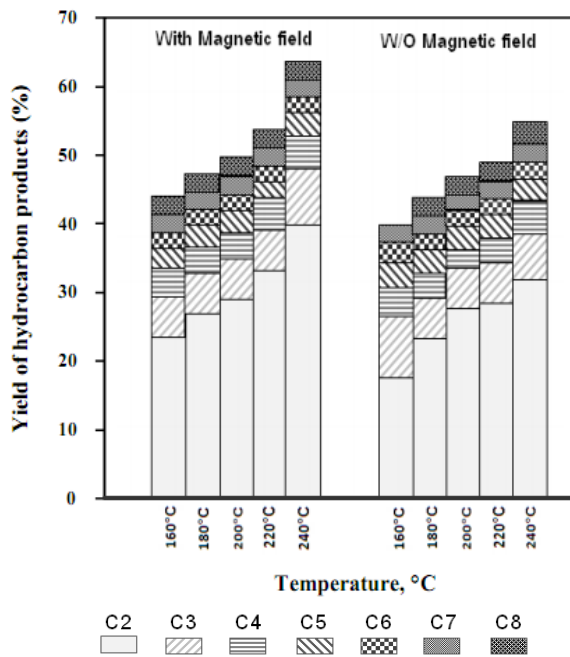 70
60
50
40
30
20
10
0
Yield of hydrocarbon products (%)
With Magnetic field
W/O Magnetic field
160°C
180°C
200°C
220°C
240°C
160°C
180°C
200°C
220°C
240°C
Temperature, °C
C2 C3 C4 C5 C6 C7 C8